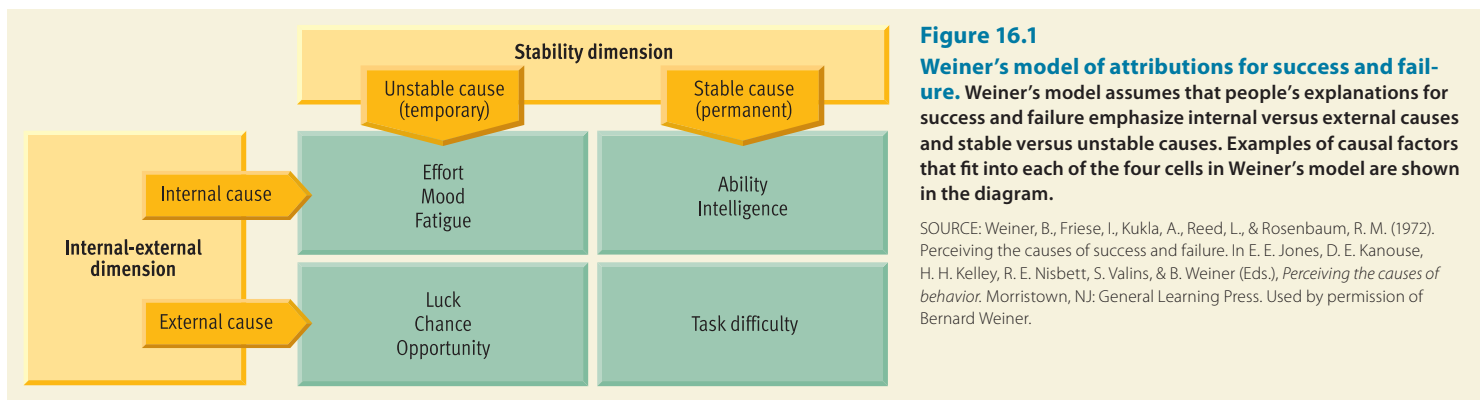 Stability dimension
Unstable cause
(temporary)
Stable cause
(permanent)
Internal-external
dimension
Internal cause
Effort
Mood
Fatigue
Ability
Intelligence
External cause
Luck
Chance
Opportunity
Task difficulty
Figure 16.1
Weiner’s model of attributions for success and fail-
ure. Weiner’s model assumes that people’s explanations for
success and failure emphasize internal versus external causes
and stable versus unstable causes. Examples of causal factors
that fit into each of the four cells in Weiner’s model are shown
in the diagram.
SOURCE: Weiner, B., Friese, I., Kukla, A., Reed, L., & Rosenbaum, R. M. (1972).
Perceiving the causes of success and failure. In E. E. Jones, D. E. Kanouse,
H. H. Kelley, R. E. Nisbett, S. Valins, & B. Weiner (Eds.), Perceiving the causes of
behavior. Morristown, NJ: General Learning Press. Used by permission of
Bernard Weiner.